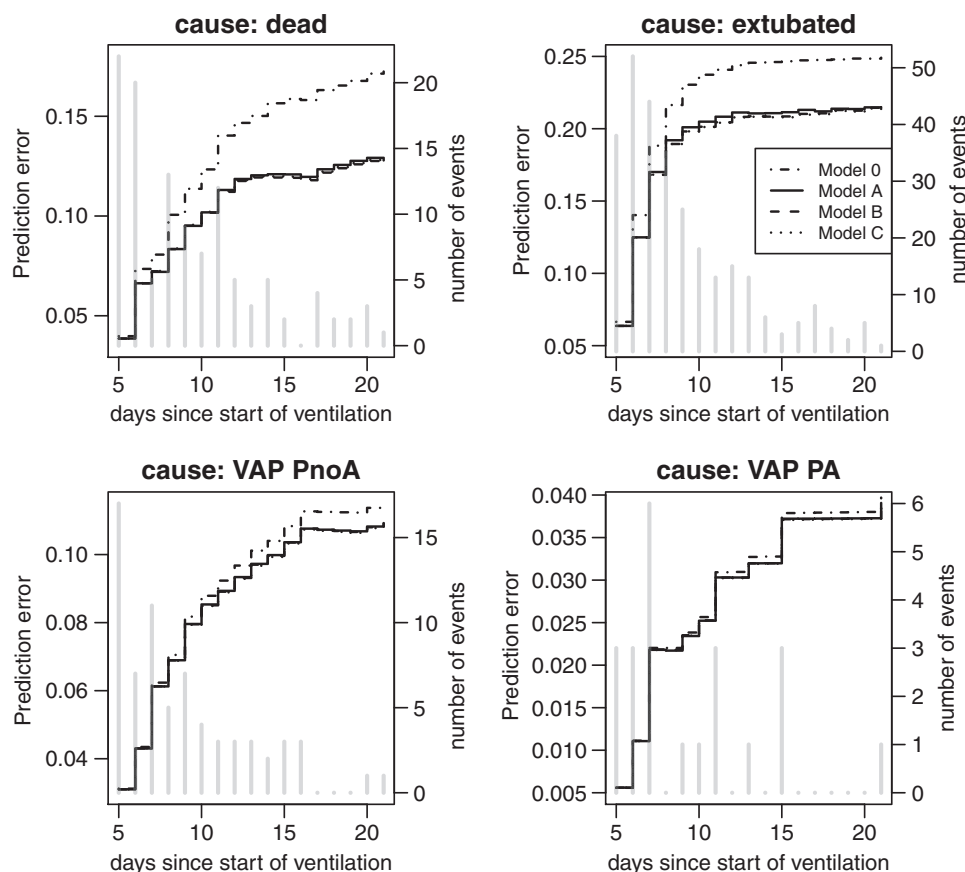 cause: dead
cause: extubated
Prediction error
0.15
0.10
0.05
20
15
10
5
0
number of events
5
10
15
20
days since start of ventilation
Prediction error
0.25
0.20
0.15
0.10
0.05
50
40
30
20
10
0
number of events
Model 0
Model A
Model B
Model C
5
10
15
20
days since start of ventilation
cause: VAP PnoA
cause: VAP PA
Prediction error
0.10
0.08
0.06
0.04
15
10
5
0
number of events
5
10
15
20
days since start of ventilation
Prediction error
0.040
0.035
0.030
0.025
0.020
0.015
0.010
0.005
6
5
4
3
2
1
0
number of events
5
10
15
20
days since start of ventilation